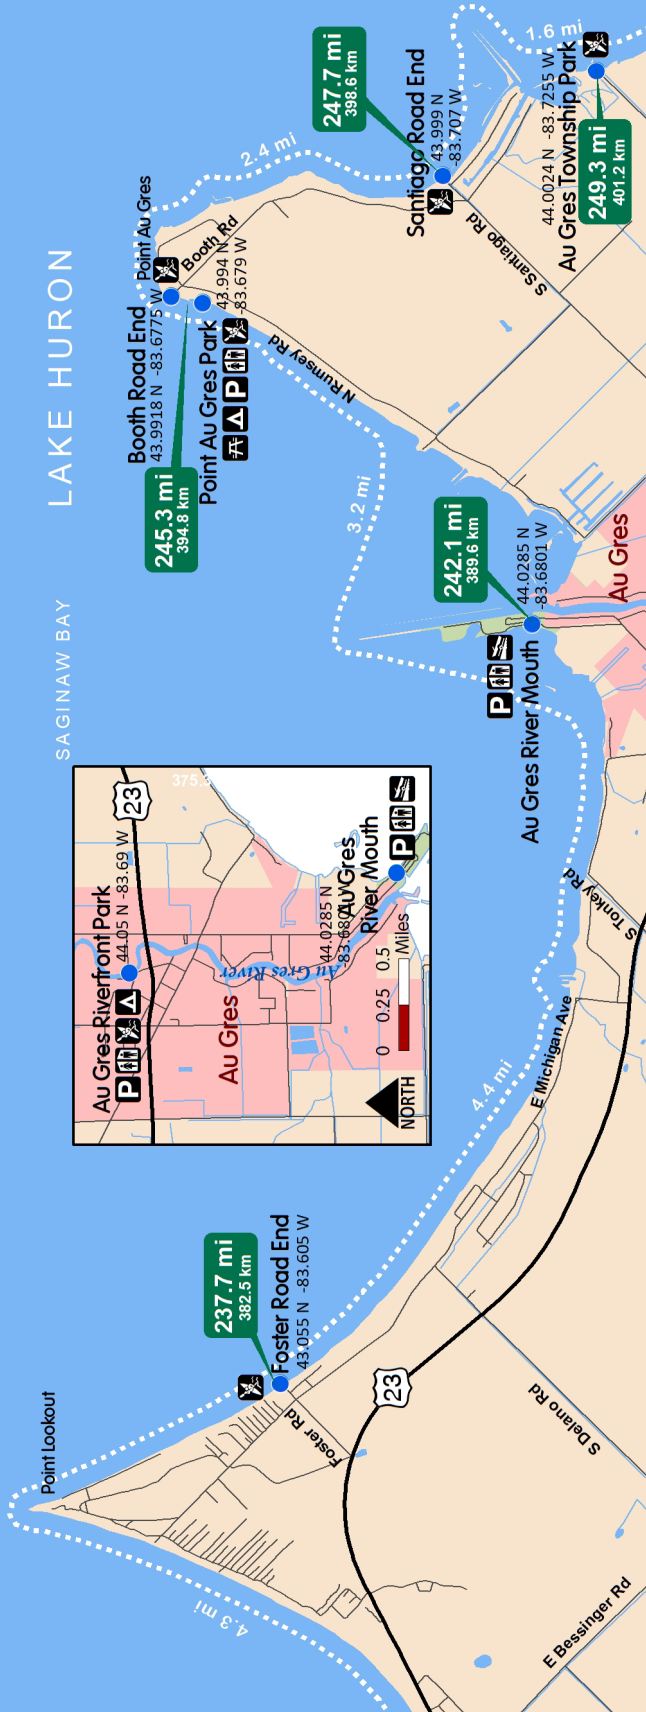 LAKE HURON
SAGINAW BAY
1.6 mi
44.0024 N -83.7255 W
Au Gres Township Park
249.3 mi
401.2 km
247.7 mi
398.6 km
Santiago Road End
43.999 N
-83.707 W
S Santiago Rd
2.4 mi
Point Au Gres
Booth Rd
Booth Road End
43.9918 N -83.6775 W
245.3 mi
394.8 km
Point Au Gres Park
43.994 N
-83.679 W
P
N Rumsey Rd
3.2 mi
242.1 mi
389.6 km
44.0285 N
-83.6801 W
Au Gres River Mouth
P
Au Gres
S Tonkey Rd
E Michigan Ave
4.4 mi
375.3
23
Au Gres Riverfront Park
44.05 N -83.69 W
P
Au Gres
Au Gres River
44.0285 N
Au Gres
River Mouth
P
0 0.25 0.5
Miles
NORTH
237.7 mi
382.5 km
Foster Road End
43.055 N -83.605 W
Point Lookout
Foster Rd
23
S Delano Rd
4.3 mi
E Bessinger Rd